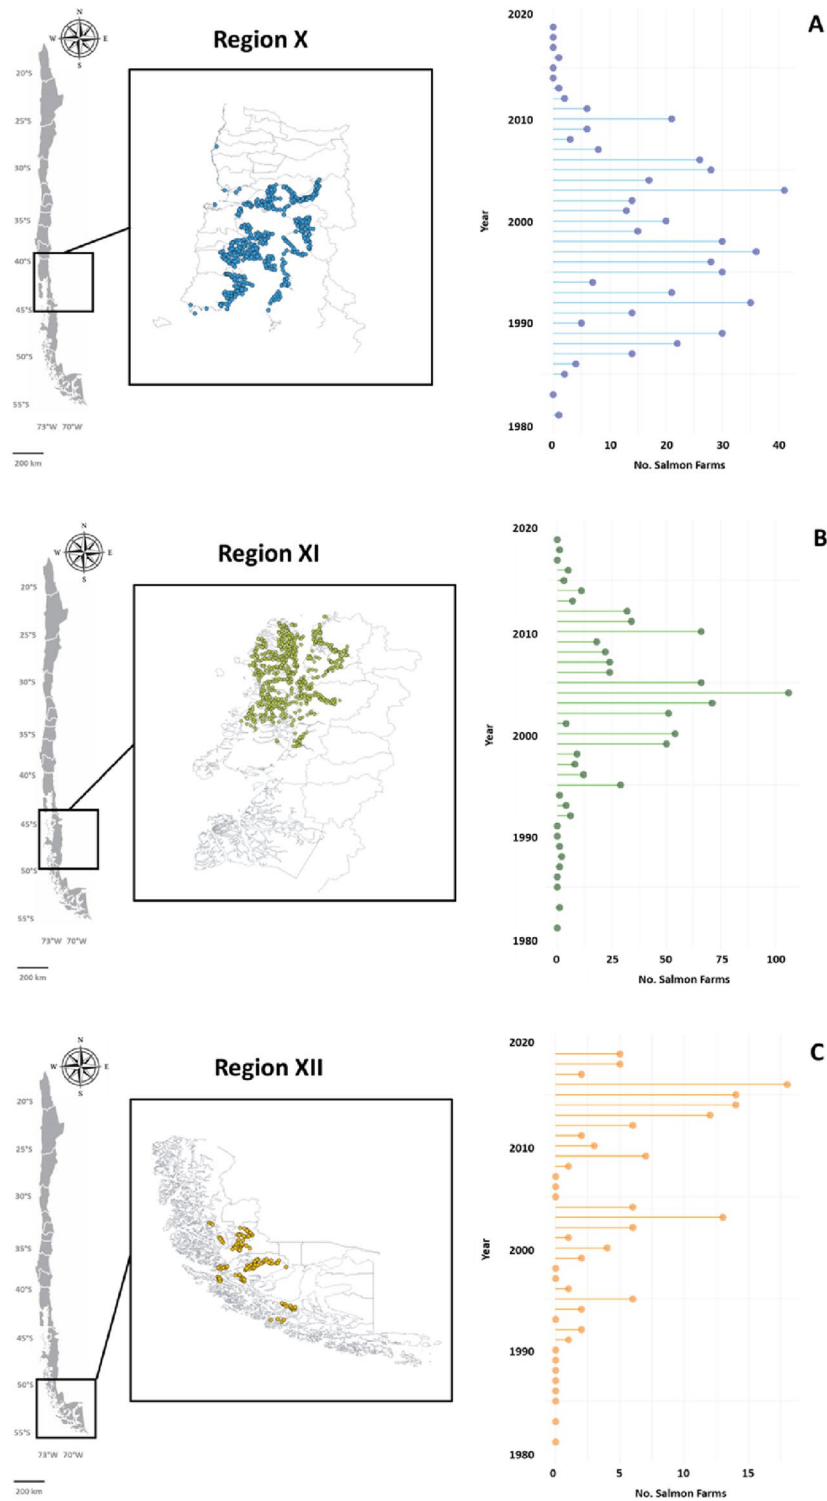 Region X
A
N
W
E
S
20°S
25°S
30°S
35°S
40°S
45°S
50°S
55°S
73°W 70°W
200 km
2020
2010
2000
1990
1980
Year
0 10 20 30 40
No. Salmon Farms
Region XI
B
N
W
E
S
20°S
25°S
30°S
35°S
40°S
45°S
50°S
55°S
73°W 70°W
200 km
2020
2010
2000
1990
1980
Year
0 25 50 75 100
No. Salmon Farms
Region XII
C
N
W
E
S
20°S
25°S
30°S
35°S
40°S
45°S
50°S
55°S
73°W 70°W
200 km
2020
2010
2000
1990
1980
Year
0 5 10 15
No. Salmon Farms